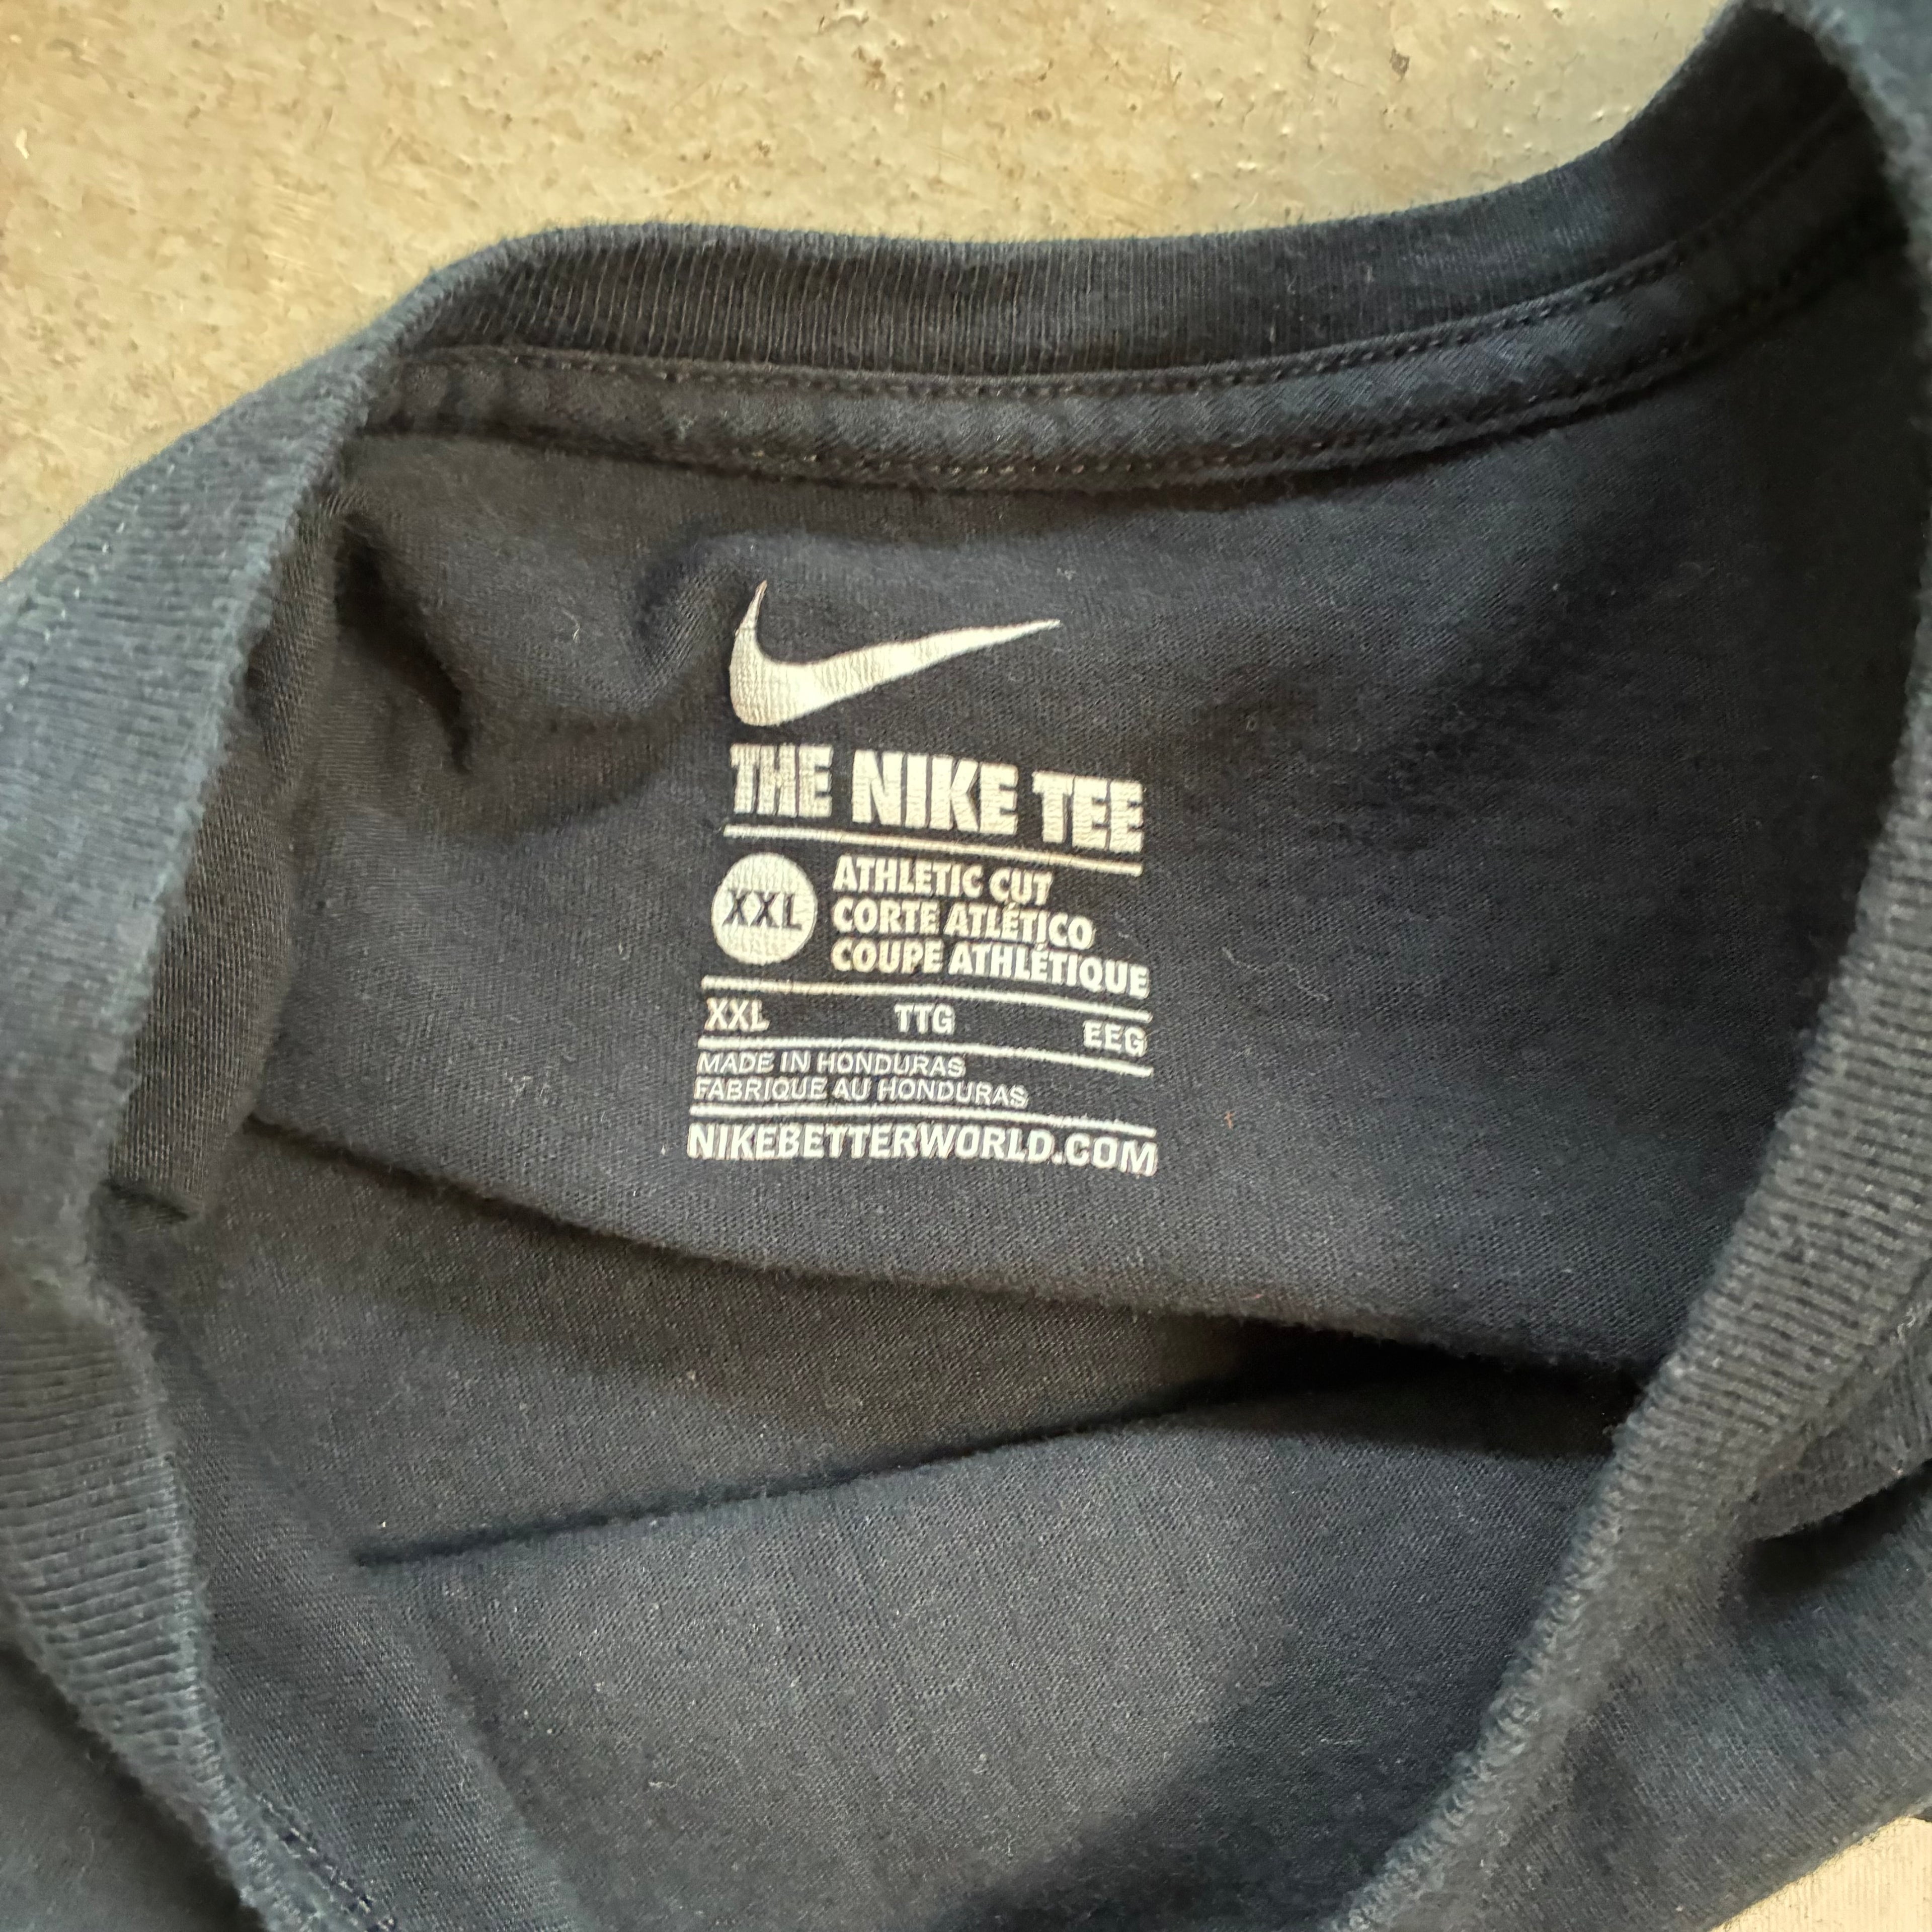 THE NIKE TEE
XXL
ATHLETIC CUT
CORTE ATLÉTICO
COUPE ATHLÉTIQUE
XXL TTG EEG
MADE IN HONDURAS
FABRIQUE AU HONDURAS
NIKEBETTERWORLD.COM